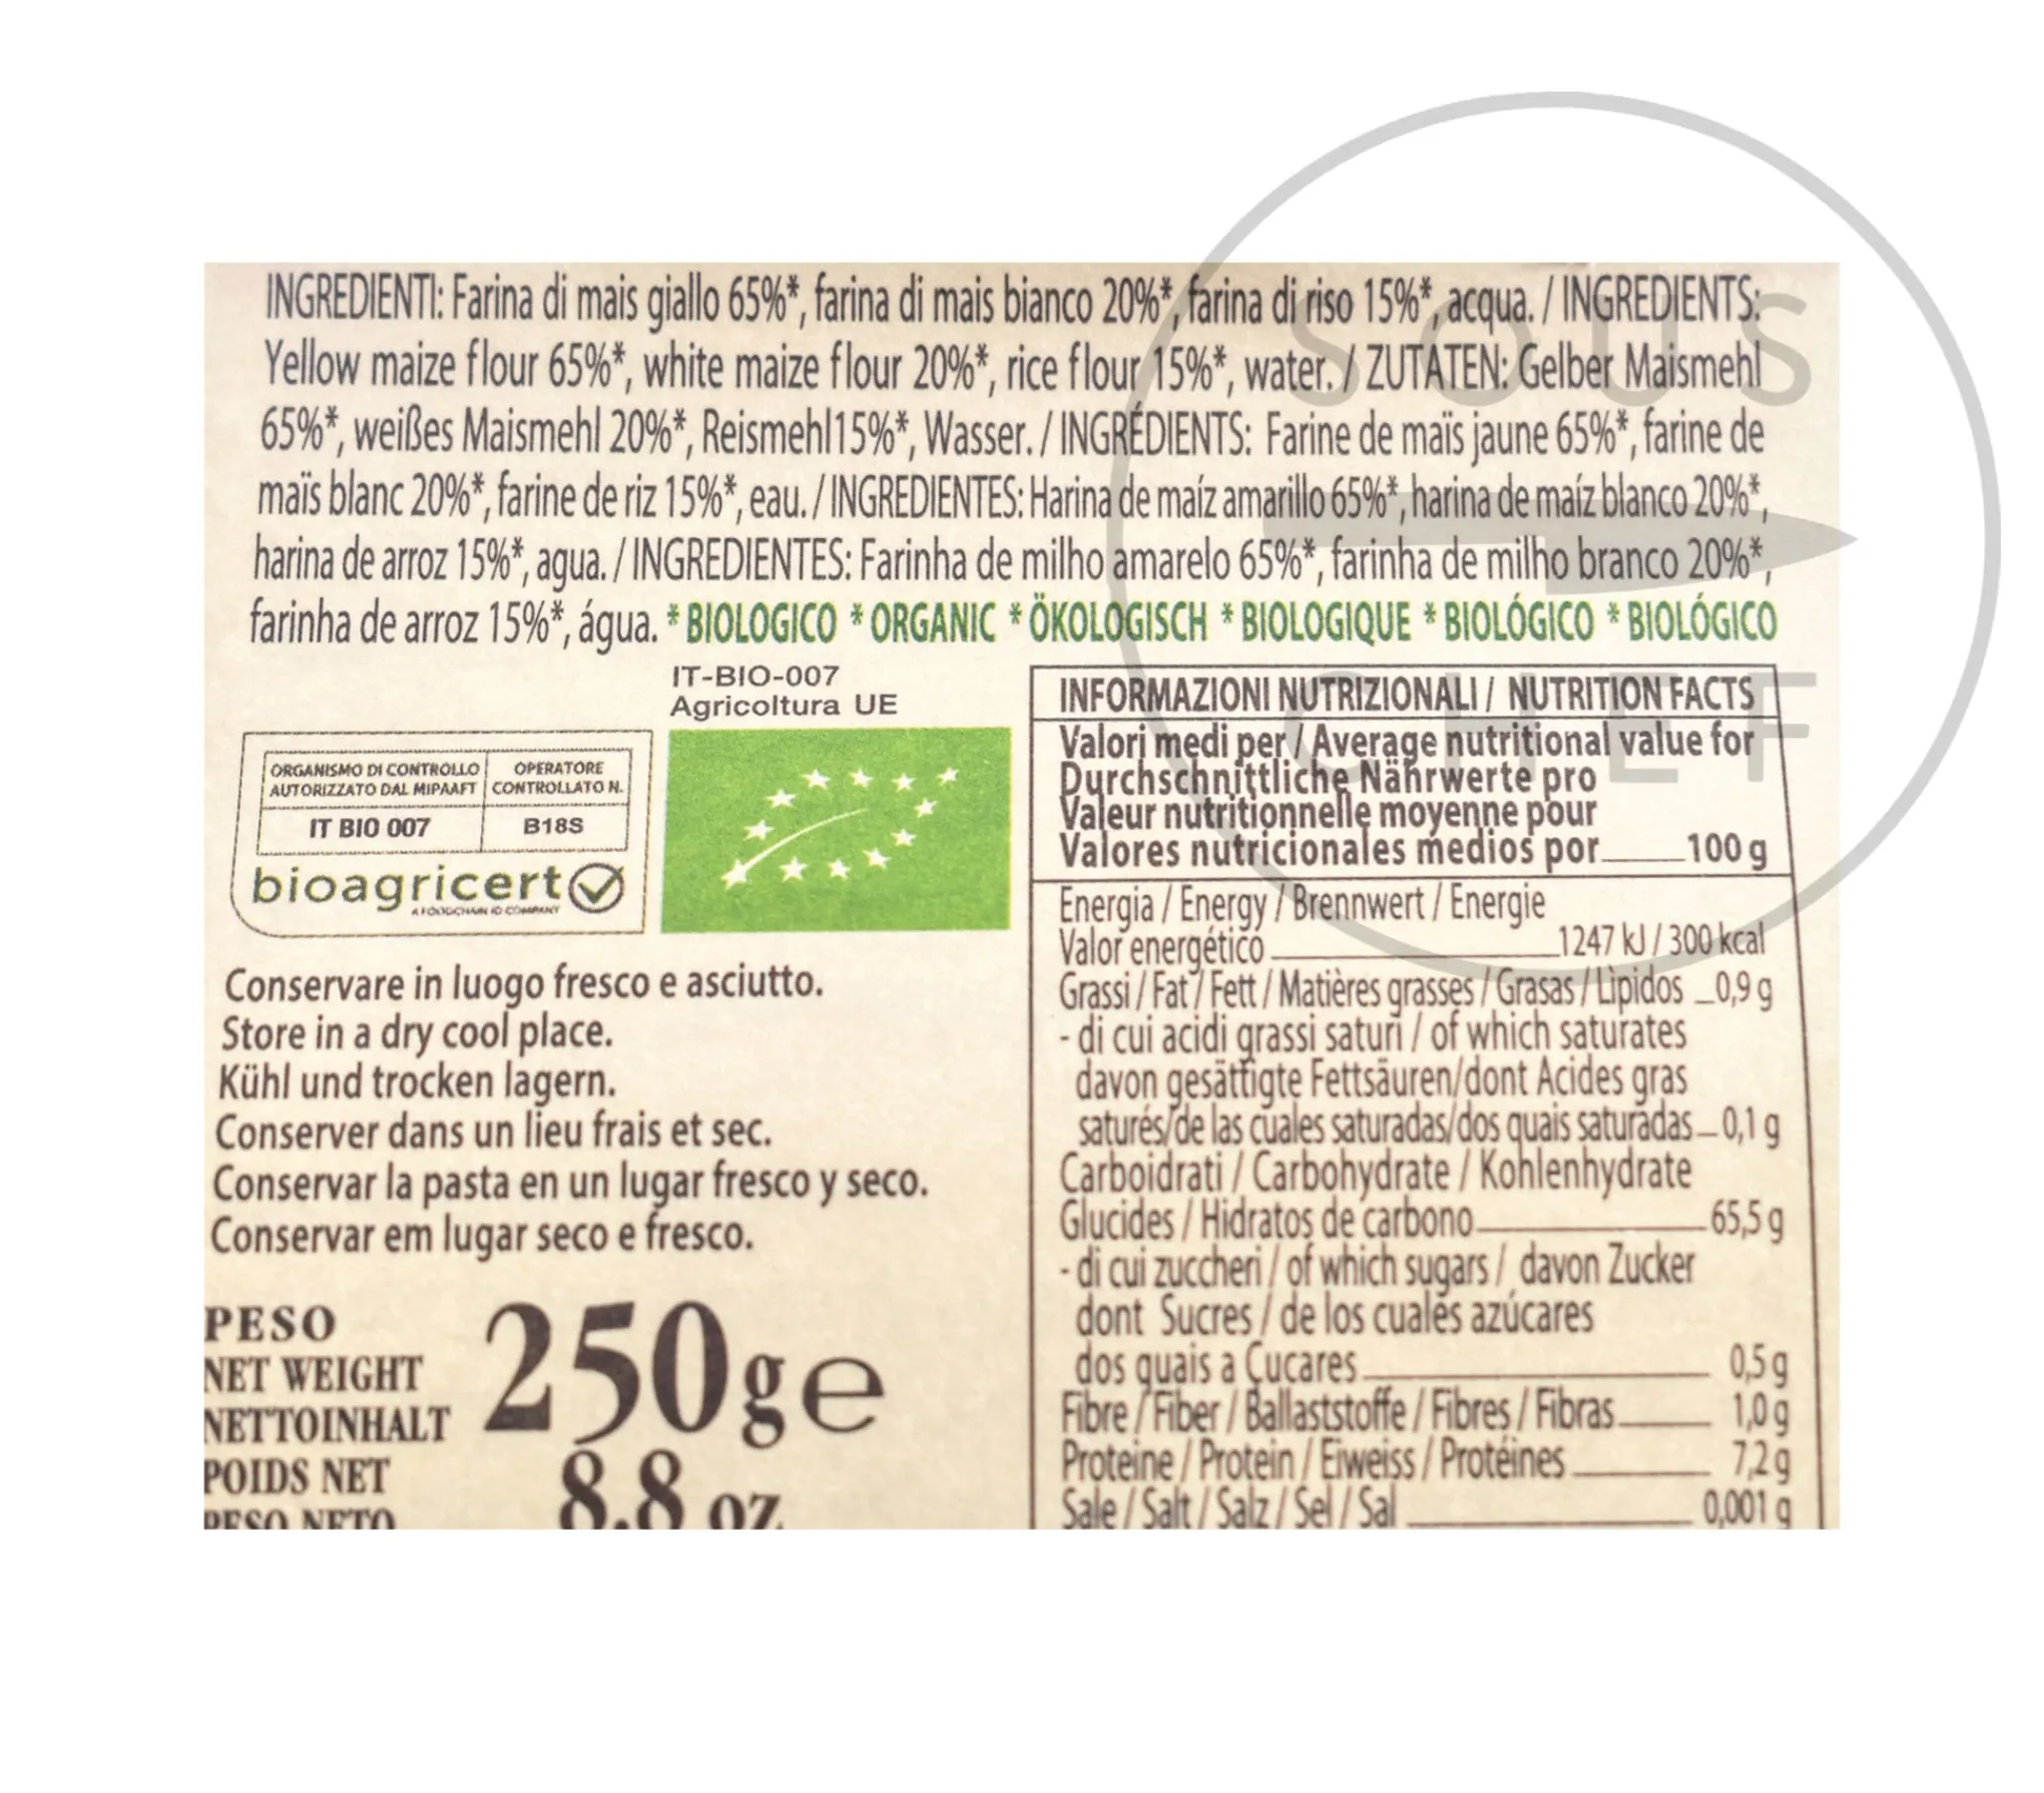 INGREDIENTI: Farina di mais giallo 65%*, farina di mais bianco 20%*, farina di riso 15%*, acqua. / INGREDIENTS:
Yellow maize flour 65%*, white maize flour 20%*, rice flour 15%*, water. / ZUTATEN: Gelber Maismehl
65%*, weißes Maismehl 20%*, Reismehl15%*, Wasser. / INGRÉDIENTS: Farine de maïs jaune 65%*, farine de
maïs blanc 20%*, farine de riz 15%*, eau. / INGREDIENTES: Harina de maíz amarillo 65%*, harina de maíz blanco 20%*,
harina de arroz 15%*, agua. / INGREDIENTES: Farinha de milho amarelo 65%*, farinha de milho branco 20%*,
farinha de arroz 15%*, água. *BIOLOGICO *ORGANIC *ÖKOLOGISCH *BIOLOGIQUE *BIOLÓGICO *BIOLÓGICO
SOUS
CHEF
IT-BIO-007
Agricoltura UE
ORGANISMO DI CONTROLLO
AUTORIZZATO DAL MIPAAFT
OPERATORE
CONTROLLATO N.
IT BIO 007
B18S
bioagricert
A FOODCHAIN ID COMPANY
Conservare in luogo fresco e asciutto.
Store in a dry cool place.
Kühl und trocken lagern.
Conserver dans un lieu frais et sec.
Conservar la pasta en un lugar fresco y seco.
Conservar em lugar seco e fresco.
PESO
NET WEIGHT
NETTOINHALT
POIDS NET
PESO NETO
250g e
8.8 oz
INFORMAZIONI NUTRIZIONALI / NUTRITION FACTS
Valori medi per / Average nutritional value for
Durchschnittliche Nährwerte pro
Valeur nutritionnelle moyenne pour
Valores nutricionales medios por 100 g
Energia / Energy / Brennwert / Energie
Valor energético 1247 kJ / 300 kcal
Grassi / Fat / Fett / Matières grasses / Grasas / Lìpidos 0,9 g
- di cui acidi grassi saturi / of which saturates
davon gesättigte Fettsäuren/dont Acides gras
saturés/de las cuales saturadas/dos quais saturadas 0,1 g
Carboidrati / Carbohydrate / Kohlenhydrate
Glucides / Hidratos de carbono 65,5 g
- di cui zuccheri / of which sugars / davon Zucker
dont Sucres / de los cuales azúcares
dos quais a Çucares 0,5 g
Fibre / Fiber / Ballaststoffe / Fibres / Fibras 1,0 g
Proteine / Protein / Eiweiss / Protéines 7,2 g
Sale / Salt / Salz / Sel / Sal 0,001 g